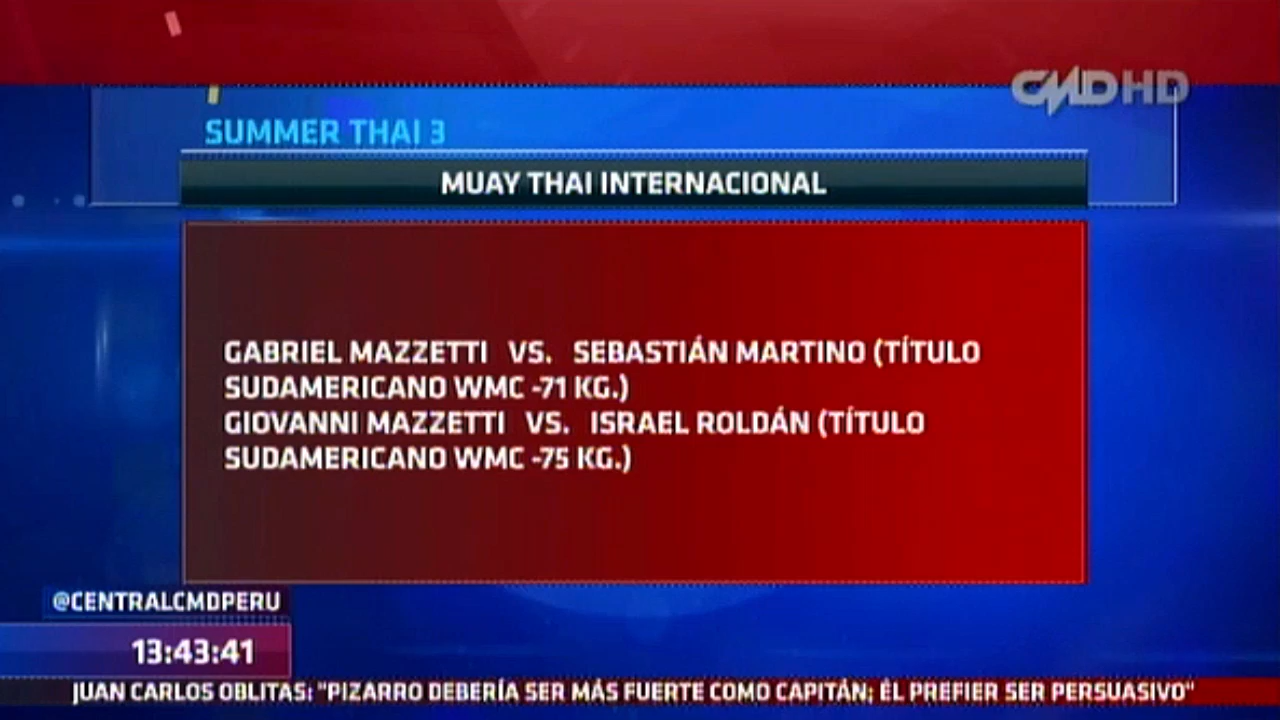 CMD HD
SUMMER THAI 3
MUAY THAI INTERNACIONAL
GABRIEL MAZZETTI VS. SEBASTIÁN MARTINO (TÍTULO
SUDAMERICANO WMC -71 KG.)
GIOVANNI MAZZETTI VS. ISRAEL ROLDÁN (TÍTULO
SUDAMERICANO WMC -75 KG.)
@CENTRALCMDPERU
13:43:41
JUAN CARLOS OBLITAS: "PIZARRO DEBERÍA SER MÁS FUERTE COMO CAPITÁN; ÉL PREFIER SER PERSUASIVO"